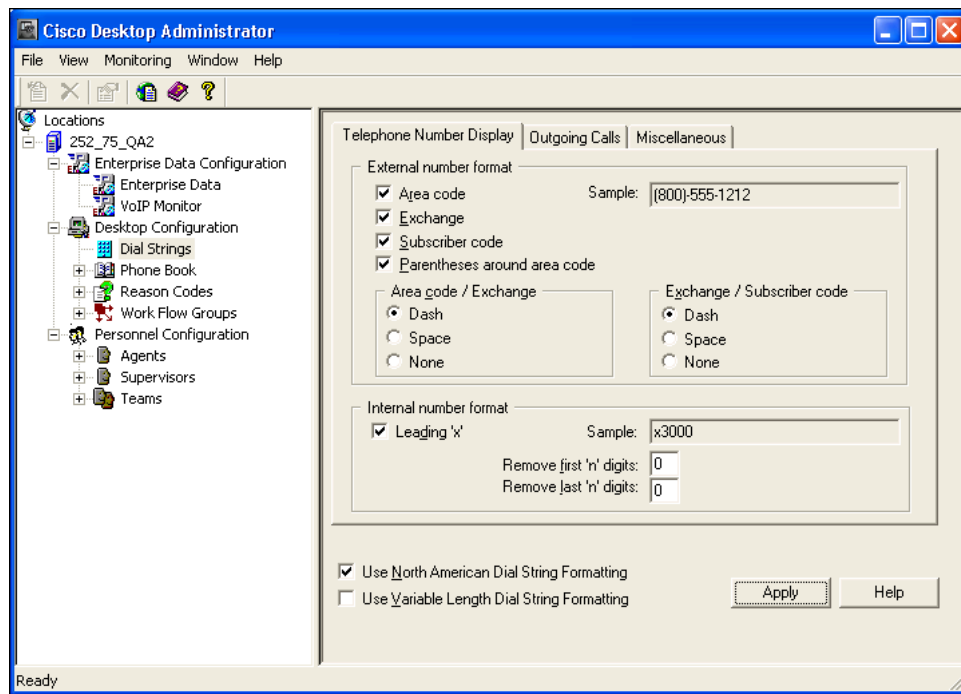 Cisco Desktop Administrator
File View Monitoring Window Help
Locations
252_75_QA2
Enterprise Data Configuration
Enterprise Data
VoIP Monitor
Desktop Configuration
Dial Strings
Phone Book
Reason Codes
Work Flow Groups
Personnel Configuration
Agents
Supervisors
Teams
Telephone Number Display Outgoing Calls Miscellaneous
External number format
Area code Sample: (800)-555-1212
Exchange
Subscriber code
Parentheses around area code
Area code / Exchange
Dash
Space
None
Exchange / Subscriber code
Dash
Space
None
Internal number format
Leading 'x' Sample: x3000
Remove first 'n' digits: 0
Remove last 'n' digits: 0
Use North American Dial String Formatting
Use Variable Length Dial String Formatting
Apply Help
Ready